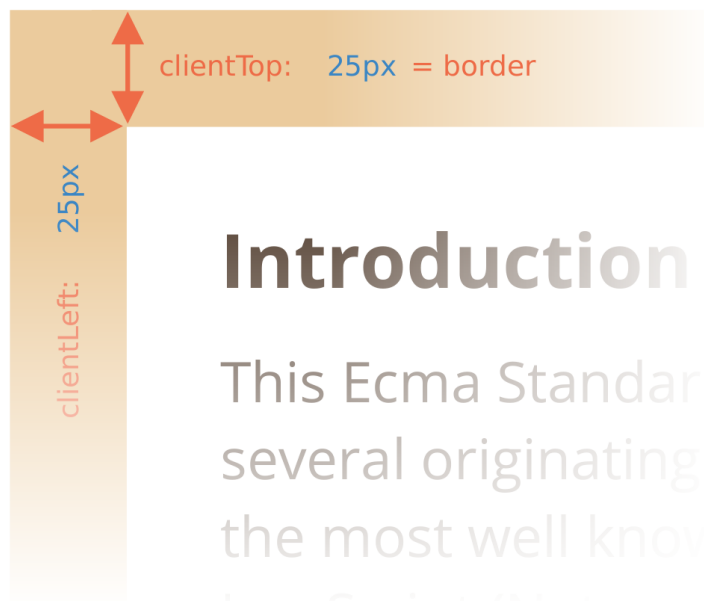 clientTop: 25px = border
clientLeft: 25px
Introduction
This Ecma Standar
several originating
the most well know